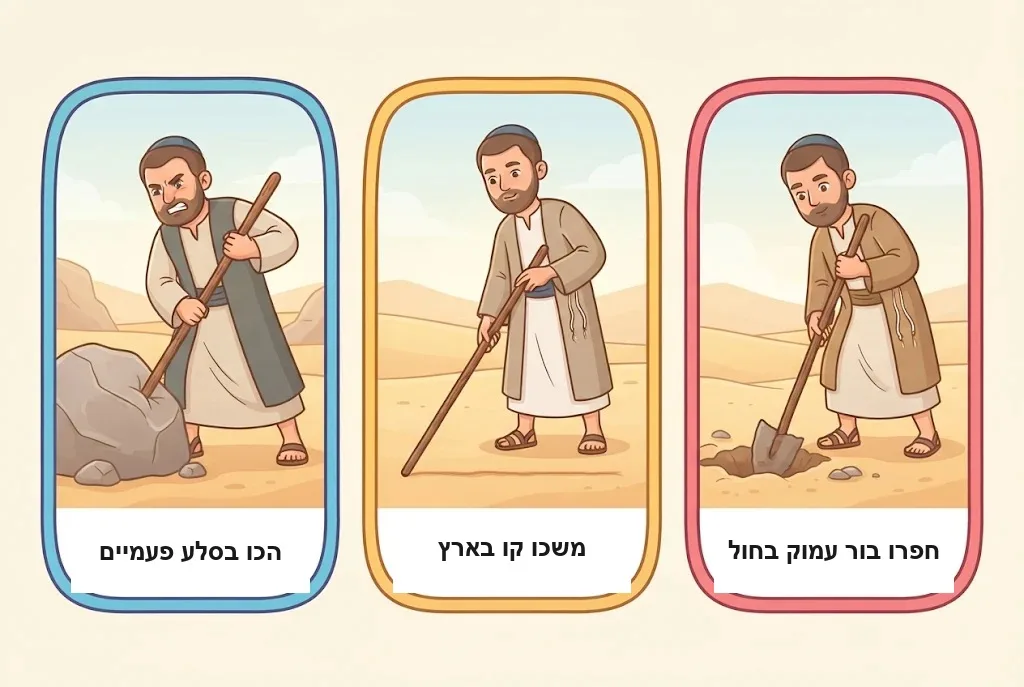 חפרו בור עמוק בחול
משכו קו בארץ
הכו בסלע פעמיים